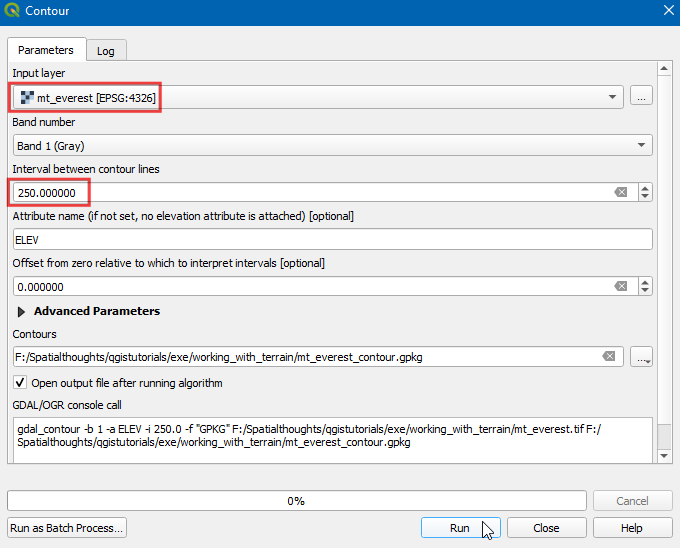 Contour
Parameters
Log
Input layer
mt_everest [EPSG:4326]
...
Band number
Band 1 (Gray)
Interval between contour lines
250.000000
Attribute name (if not set, no elevation attribute is attached) [optional]
ELEV
Offset from zero relative to which to interpret intervals [optional]
0.000000
Advanced Parameters
Contours
F:/Spatialthoughts/qgistutorials/exe/working_with_terrain/mt_everest_contour.gpkg
...
Open output file after running algorithm
GDAL/OGR console call
gdal_contour -b 1 -a ELEV -i 250.0 -f "GPKG" F:/Spatialthoughts/qgistutorials/exe/working_with_terrain/mt_everest.tif F:/
Spatialthoughts/qgistutorials/exe/working_with_terrain/mt_everest_contour.gpkg
0%
Cancel
Run as Batch Process...
Run
Close
Help